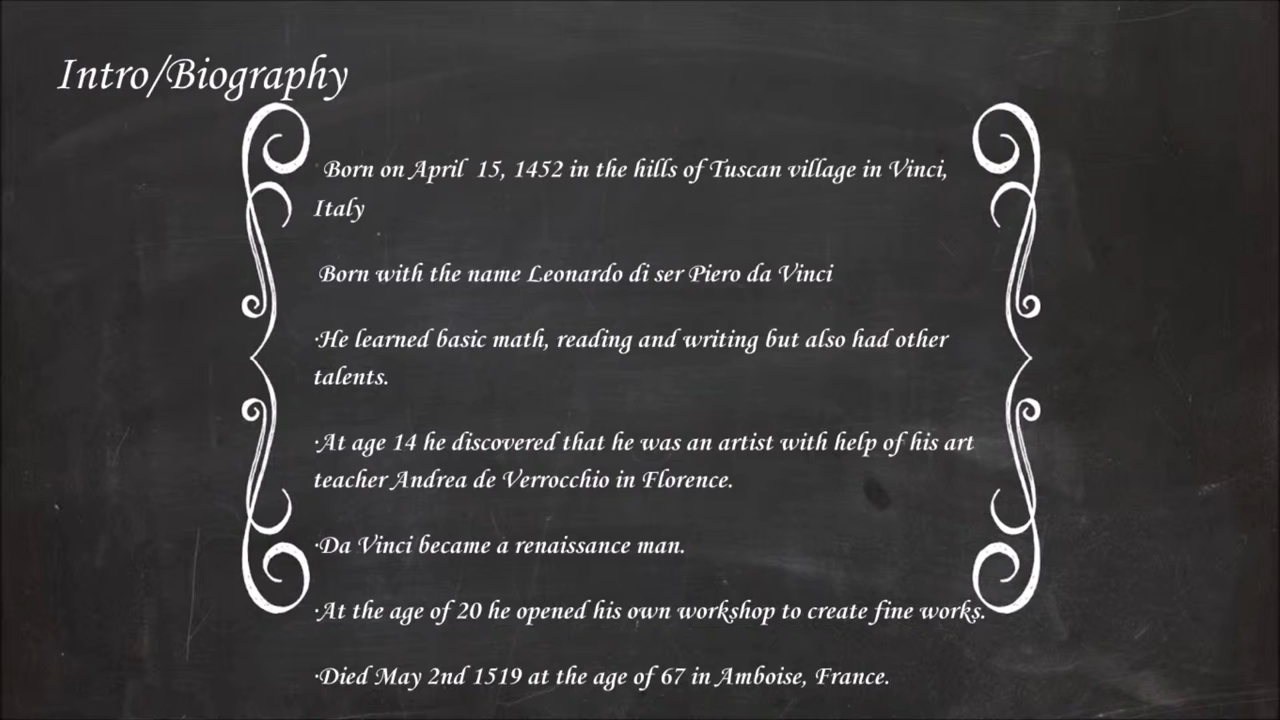 Intro/Biography
Born on April  15, 1452 in the hills of Tuscan village in Vinci,
Italy
Born with the name Leonardo di ser Piero da Vinci
·He learned basic math, reading and writing but also had other
talents.
·At age 14 he discovered that he was an artist with help of his art
teacher Andrea de Verrocchio in Florence.
·Da Vinci became a renaissance man.
·At the age of 20 he opened his own workshop to create fine works.
·Died May 2nd 1519 at the age of 67 in Amboise, France.